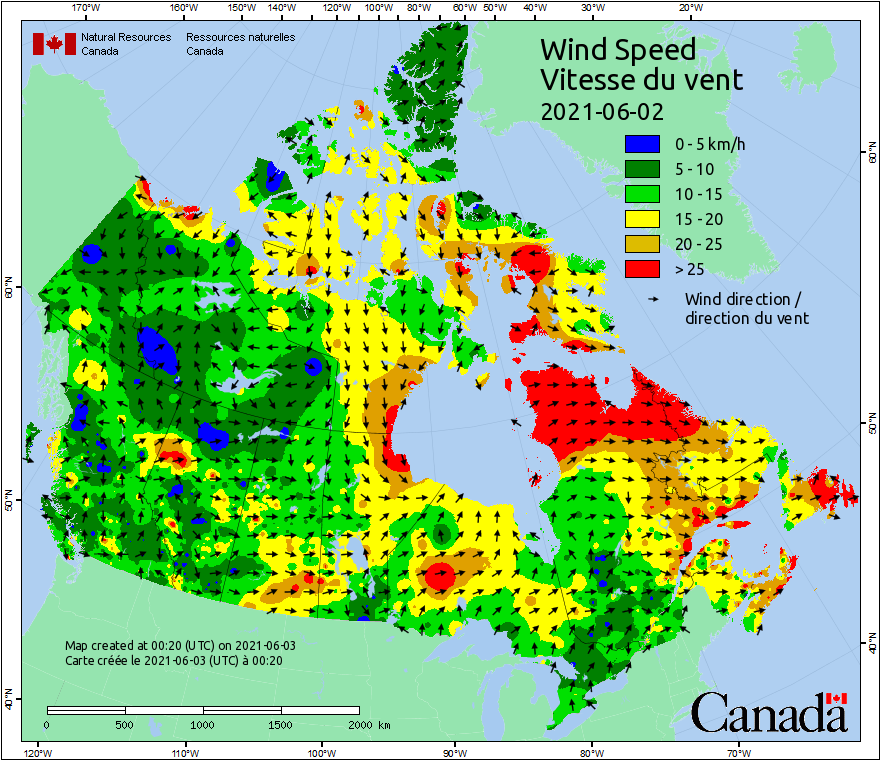 170°W 160°W 150°W 140°W 130°W 120°W 110°W 100°W 90°W 80°W 70°W 60°W 50°W 40°W 30°W 20°W
Natural Resources Ressources naturelles
Canada Canada
Wind Speed
Vitesse du vent
2021-06-02
0 - 5 km/h
5 - 10
10 - 15
15 - 20
20 - 25
> 25
Wind direction /
direction du vent
60°N
60°N
50°N
50°N
40°N
40°N
Map created at 00:20 (UTC) on 2021-06-03
Carte créée le 2021-06-03 (UTC) à 00:20
0 500 1000 1500 2000 km
Canada
120°W 110°W 100°W 90°W 80°W 70°W